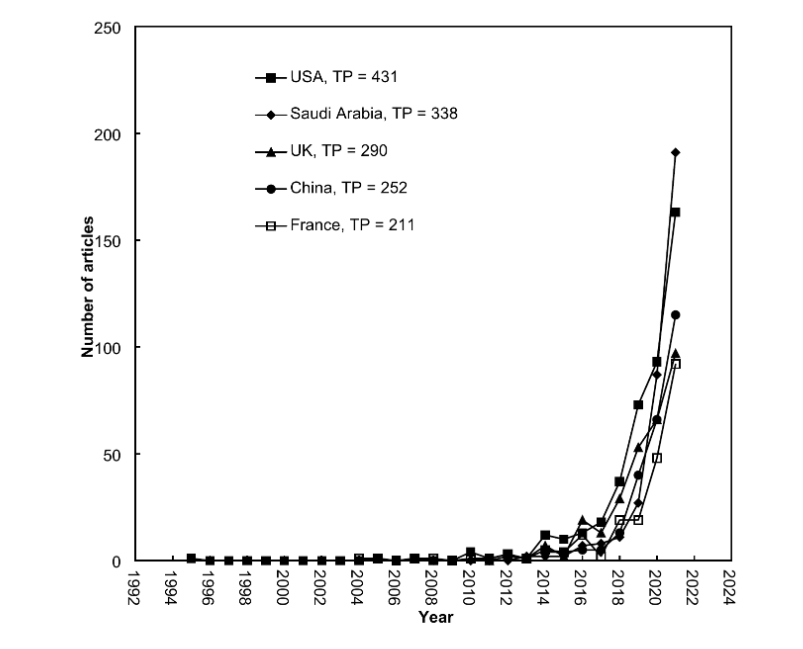 250
200
150
100
50
0
Number of articles
USA, TP = 431
Saudi Arabia, TP = 338
UK, TP = 290
China, TP = 252
France, TP = 211
1992 1994 1996 1998 2000 2002 2004 2006 2008 2010 2012 2014 2016 2018 2020 2022 2024
Year